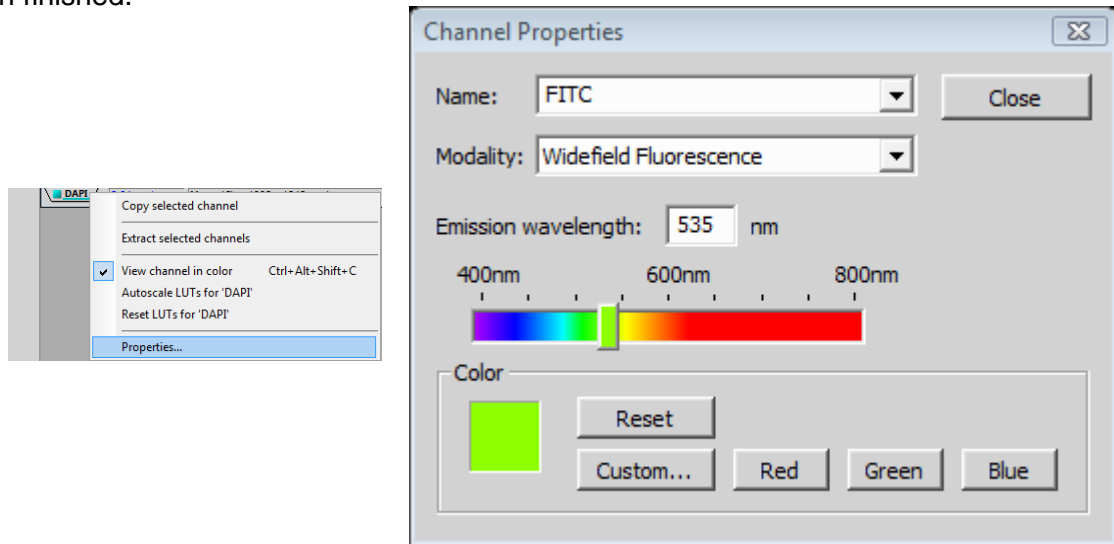 finished.
DAPI
Copy selected channel
Extract selected channels
View channel in color Ctrl+Alt+Shift+C
Autoscale LUTs for 'DAPI'
Reset LUTs for 'DAPI'
Properties...
Channel Properties
Name: FITC
Close
Modality: Widefield Fluorescence
Emission wavelength: 535 nm
400nm 600nm 800nm
Color
Reset
Custom... Red Green Blue